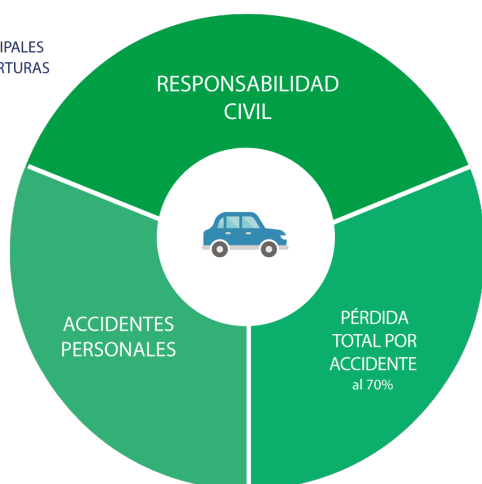 RESPONSABILIDAD
CIVIL
ACCIDENTES
PERSONALES
PÉRDIDA
TOTAL POR
ACCIDENTE
al 70%